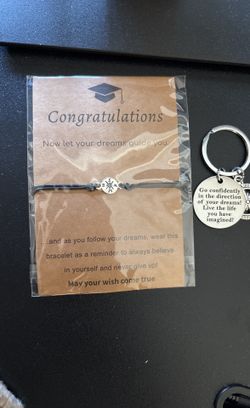 Congratulations
Now let your dreams guide you.
...and as you follow your dreams, wear this
bracelet as a reminder to always believe
in yourself and never give up!
May your wish come true
Go confidently
in the direction
of your dreams!
Live the life
you have
imagined!